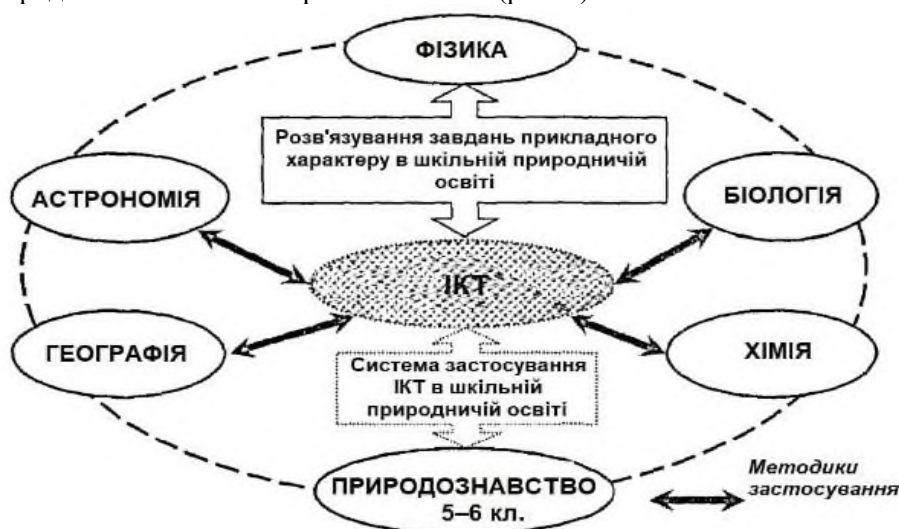 ФІЗИКА
Розв'язування завдань прикладного
характеру в шкільній природничій
освіті
АСТРОНОМІЯ
БІОЛОГІЯ
ІКТ
ГЕОГРАФІЯ
ХІМІЯ
Система застосування
ІКТ в шкільній
природничій освіті
ПРИРОДОЗНАВСТВО
5–6 кл.
Методики
застосування